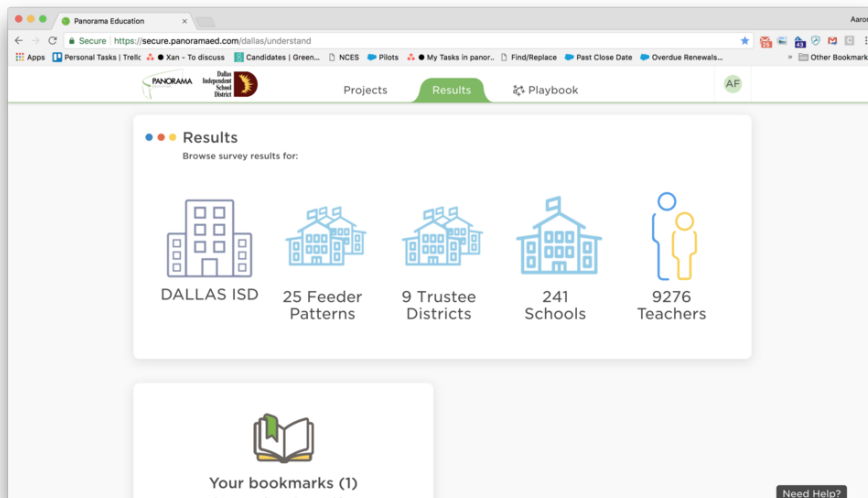 Panorama Education
Aaron
Secure https://secure.panoramaed.com/dallas/understand
Apps Personal Tasks | Trello Xan - To discuss Candidates | Green... NCES Pilots My Tasks in panor.. Find/Replace Past Close Date Overdue Renewals... » Other Bookmark
PANORAMA
Dallas
Independent
School
District
Projects Results Playbook AF
Results
Browse survey results for:
DALLAS ISD
25 Feeder
Patterns
9 Trustee
Districts
241
Schools
9276
Teachers
Your bookmarks (1)
Need Help?